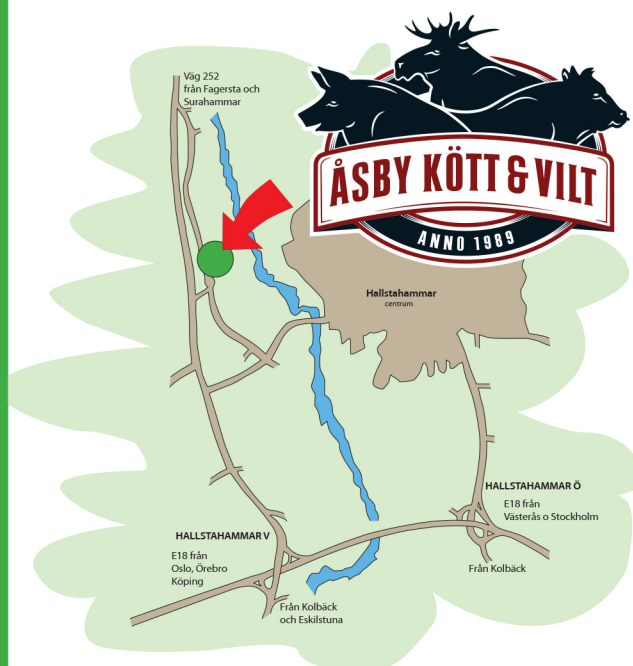 Väg 252
från Fagersta och
Surahammar
ÅSBY KÖTT & VILT
ANNO 1989
Hallstahammar
centrum
HALLSTAHAMMAR Ö
E18 från
Västerås o Stockholm
HALLSTAHAMMAR V
E18 från
Oslo, Örebro
Köping
Från Kolbäck
Från Kolbäck
och Eskilstuna